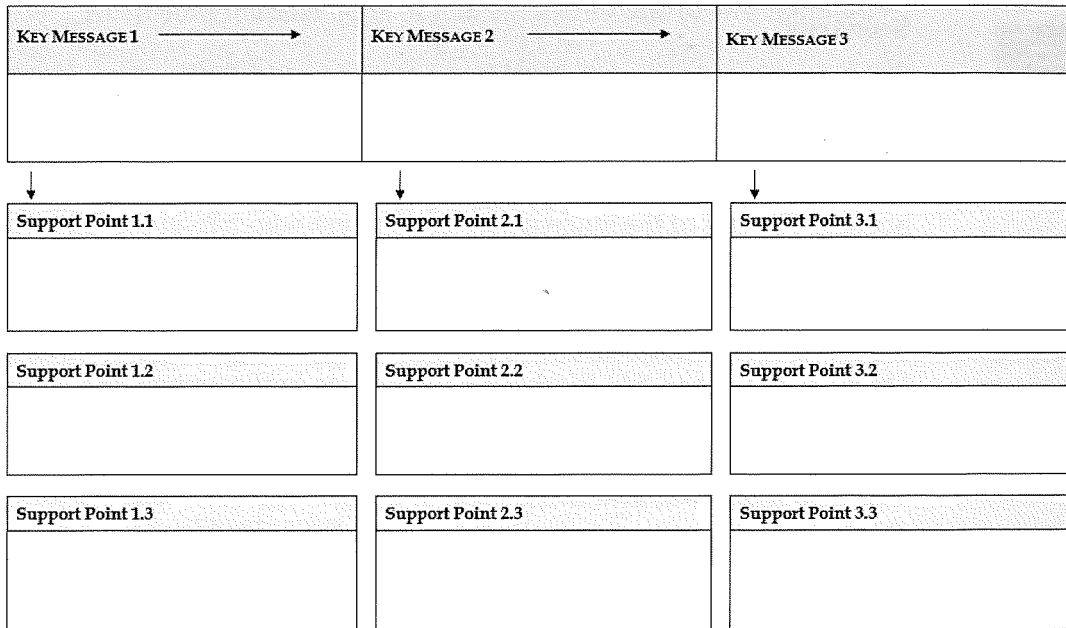 KEY MESSAGE 1
KEY MESSAGE 2
KEY MESSAGE 3
Support Point 1.1
Support Point 2.1
Support Point 3.1
Support Point 1.2
Support Point 2.2
Support Point 3.2
Support Point 1.3
Support Point 2.3
Support Point 3.3